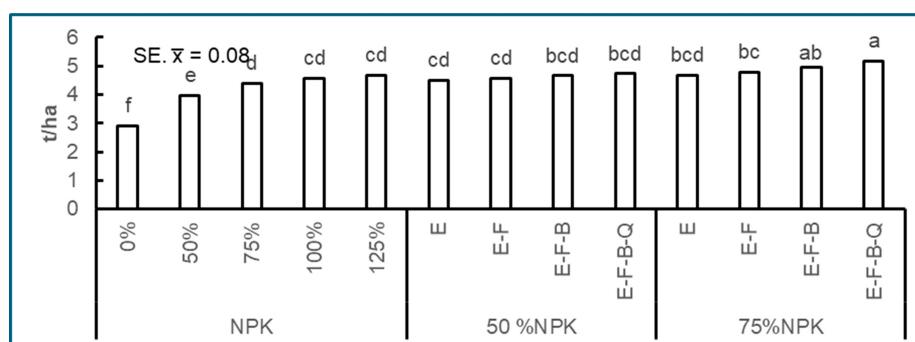 t/ha
6
5
4
3
2
1
0
SE. x̅ = 0.08
f
e
d
cd
cd
cd
cd
bcd
bcd
bcd
bc
ab
a
0%
50%
75%
100%
125%
E
E-F
E-F-B
E-F-B-Q
E
E-F
E-F-B
E-F-B-Q
NPK
50 %NPK
75%NPK